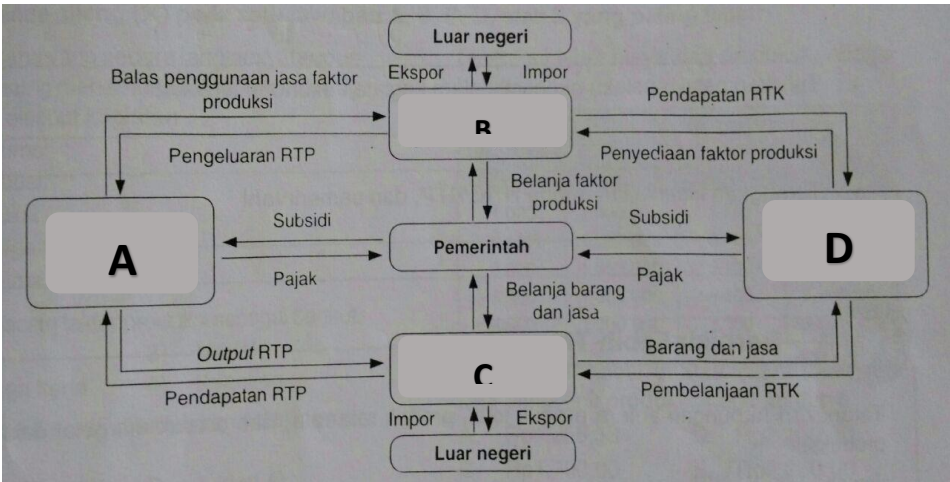 Luar negeri
Ekspor
Impor
Balas penggunaan jasa faktor
produksi
B
Pendapatan RTK
Pengeluaran RTP
Penyediaan faktor produksi
Belanja faktor
produksi
A
Subsidi
Pajak
Pemerintah
Subsidi
Pajak
D
Belanja barang
dan jasa
Output RTP
Pendapatan RTP
C
Barang dan jasa
Pembelanjaan RTK
Impor
Ekspor
Luar negeri